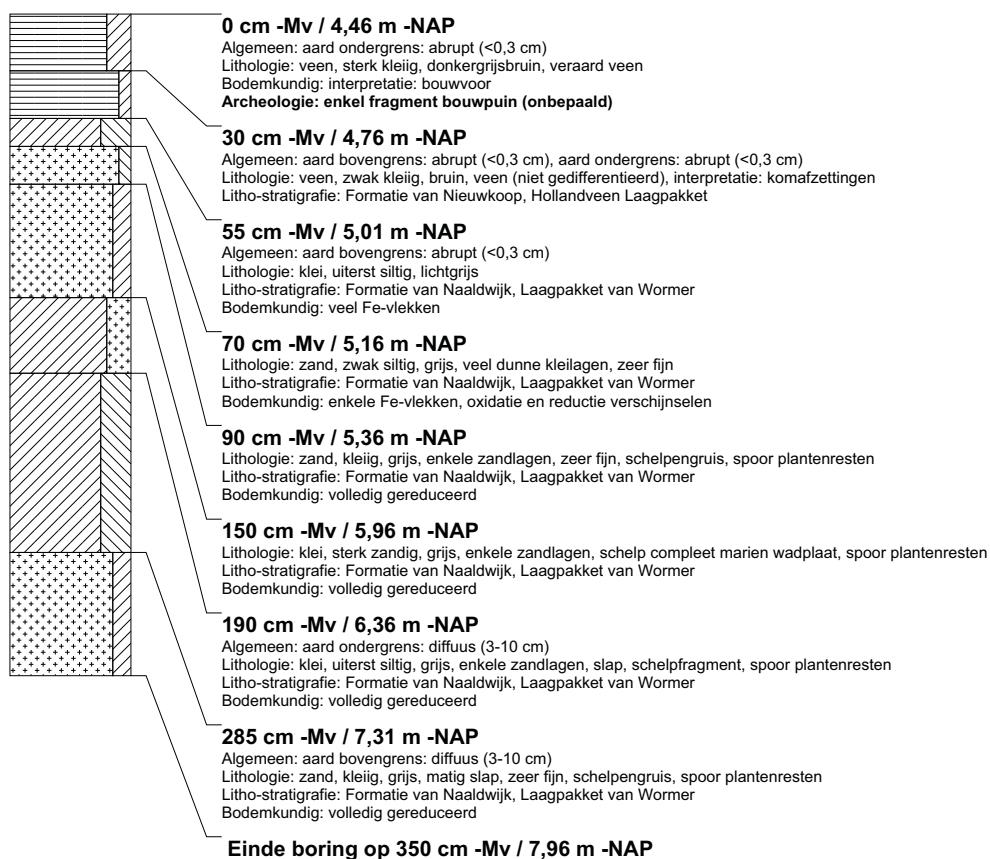 0 cm -Mv / 4,46 m -NAP
Algemeen: aard ondergrens: abrupt (<0,3 cm)
Lithologie: veen, sterk kleiig, donkergrijsbruin, veraard veen
Bodemkundig: interpretatie: bouwvoor
Archeologie: enkel fragment bouwpuin (onbepaald)
30 cm -Mv / 4,76 m -NAP
Algemeen: aard bovengrens: abrupt (<0,3 cm), aard ondergrens: abrupt (<0,3 cm)
Lithologie: veen, zwak kleiig, bruin, veen (niet gedifferentieerd), interpretatie: komafzettingen
Litho-stratigrafie: Formatie van Nieuwkoop, Hollandveen Laagpakket
55 cm -Mv / 5,01 m -NAP
Algemeen: aard bovengrens: abrupt (<0,3 cm)
Lithologie: klei, uiterst siltig, lichtgrijs
Litho-stratigrafie: Formatie van Naaldwijk, Laagpakket van Wormer
Bodemkundig: veel Fe-vlekken
70 cm -Mv / 5,16 m -NAP
Lithologie: zand, zwak siltig, grijs, veel dunne kleilagen, zeer fijn
Litho-stratigrafie: Formatie van Naaldwijk, Laagpakket van Wormer
Bodemkundig: enkele Fe-vlekken, oxidatie en reductie verschijnselen
90 cm -Mv / 5,36 m -NAP
Lithologie: zand, kleiig, grijs, enkele zandlagen, zeer fijn, schelpengruis, spoor plantenresten
Litho-stratigrafie: Formatie van Naaldwijk, Laagpakket van Wormer
Bodemkundig: volledig gereduceerd
150 cm -Mv / 5,96 m -NAP
Lithologie: klei, sterk zandig, grijs, enkele zandlagen, schelp compleet marien wadplaat, spoor plantenresten
Litho-stratigrafie: Formatie van Naaldwijk, Laagpakket van Wormer
Bodemkundig: volledig gereduceerd
190 cm -Mv / 6,36 m -NAP
Algemeen: aard ondergrens: diffuus (3-10 cm)
Lithologie: klei, uiterst siltig, grijs, enkele zandlagen, slap, schelpfragment, spoor plantenresten
Litho-stratigrafie: Formatie van Naaldwijk, Laagpakket van Wormer
Bodemkundig: volledig gereduceerd
285 cm -Mv / 7,31 m -NAP
Algemeen: aard bovengrens: diffuus (3-10 cm)
Lithologie: zand, kleiig, grijs, matig slap, zeer fijn, schelpengruis, spoor plantenresten
Litho-stratigrafie: Formatie van Naaldwijk, Laagpakket van Wormer
Bodemkundig: volledig gereduceerd
Einde boring op 350 cm -Mv / 7,96 m -NAP